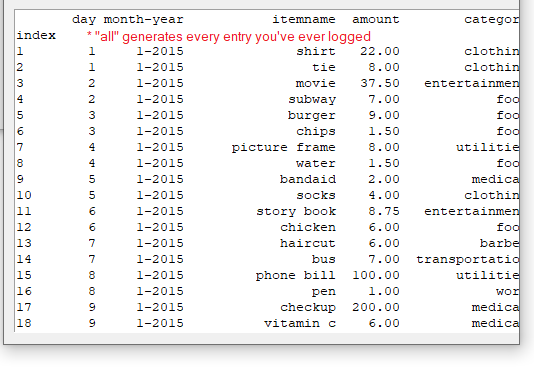 day month-year itemname amount categor
index * "all" generates every entry you've ever logged
1 1 1-2015 shirt 22.00 clothin
2 1 1-2015 tie 8.00 clothin
3 2 1-2015 movie 37.50 entertainmen
4 2 1-2015 subway 7.00 foo
5 3 1-2015 burger 9.00 foo
6 3 1-2015 chips 1.50 foo
7 4 1-2015 picture frame 8.00 utilitie
8 4 1-2015 water 1.50 foo
9 5 1-2015 bandaid 2.00 medica
10 5 1-2015 socks 4.00 clothin
11 6 1-2015 story book 8.75 entertainmen
12 6 1-2015 chicken 6.00 foo
13 7 1-2015 haircut 6.00 barbe
14 7 1-2015 bus 7.00 transportatio
15 8 1-2015 phone bill 100.00 utilitie
16 8 1-2015 pen 1.00 wor
17 9 1-2015 checkup 200.00 medica
18 9 1-2015 vitamin c 6.00 medica